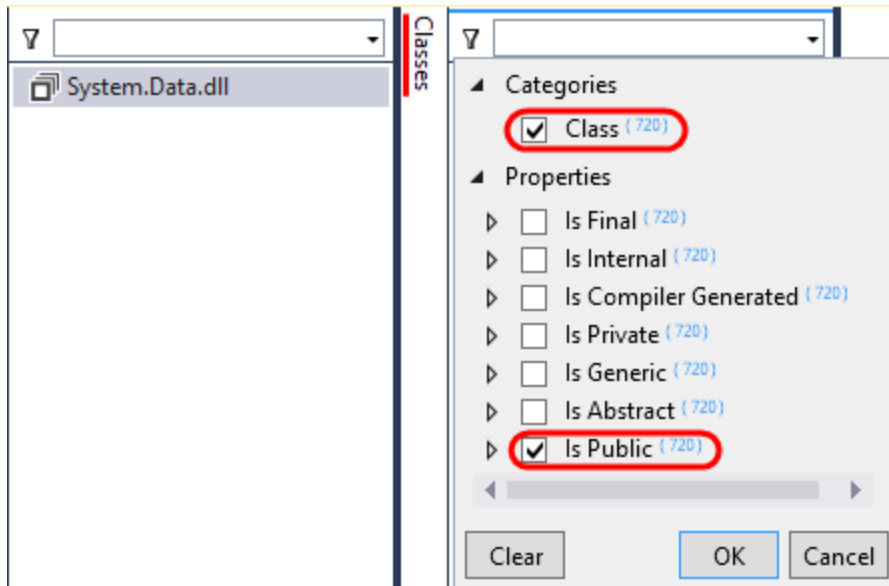 System.Data.dll
Classes
Categories
Class (720)
Properties
Is Final (720)
Is Internal (720)
Is Compiler Generated (720)
Is Private (720)
Is Generic (720)
Is Abstract (720)
Is Public (720)
Clear OK Cancel